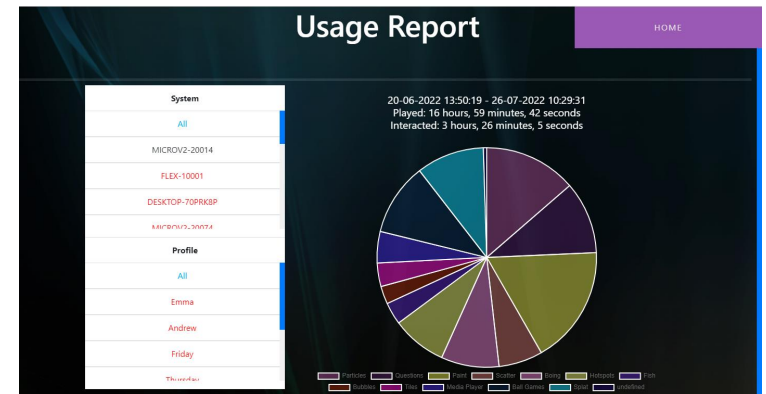 Usage Report
HOME
System
All
MICROV2-20014
FLEX-10001
DESKTOP-70PRK8P
MICROV2-20074
Profile
All
Emma
Andrew
Friday
Thursday
20-06-2022 13:50:19 - 26-07-2022 10:29:31
Played: 16 hours, 59 minutes, 42 seconds
Interacted: 3 hours, 26 minutes, 5 seconds
Particles Questions Paint Scatter Boing Hotspots Fish
Bubbles Tiles Media Player Ball Games Splat undefined